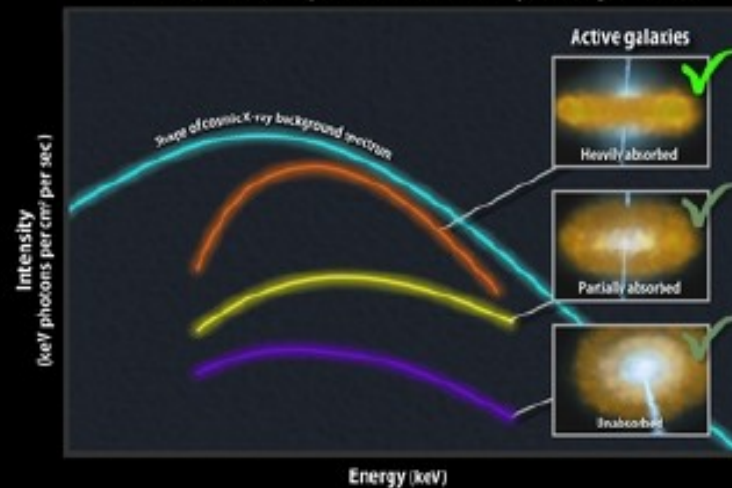 Active galaxies
Shape of cosmic X-ray background spectrum
Heavily absorbed
Partially absorbed
Unabsorbed
Intensity
(keV photons per cm² per sec)
Energy (keV)